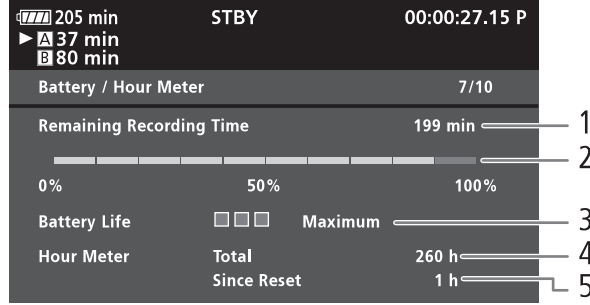 205 min STBY 00:00:27.15 P
A 37 min
B 80 min
Battery / Hour Meter 7/10
Remaining Recording Time 199 min 1
2
0% 50% 100%
Battery Life Maximum 3
Hour Meter Total 260 h 4
Since Reset 1 h 5